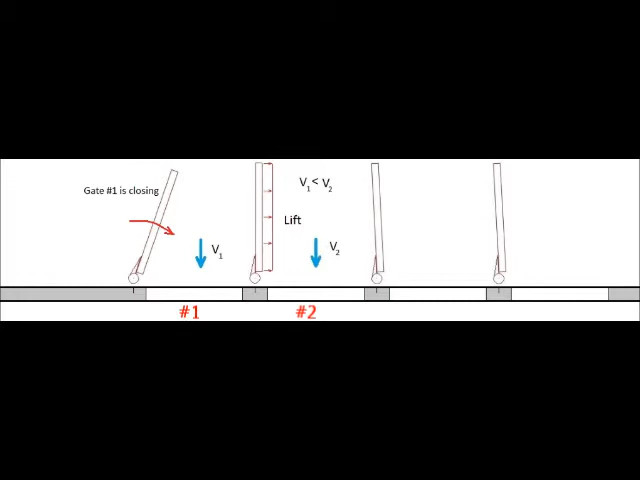 Gate #1 is closing
V1 < V2
Lift
V1
V2
#1
#2